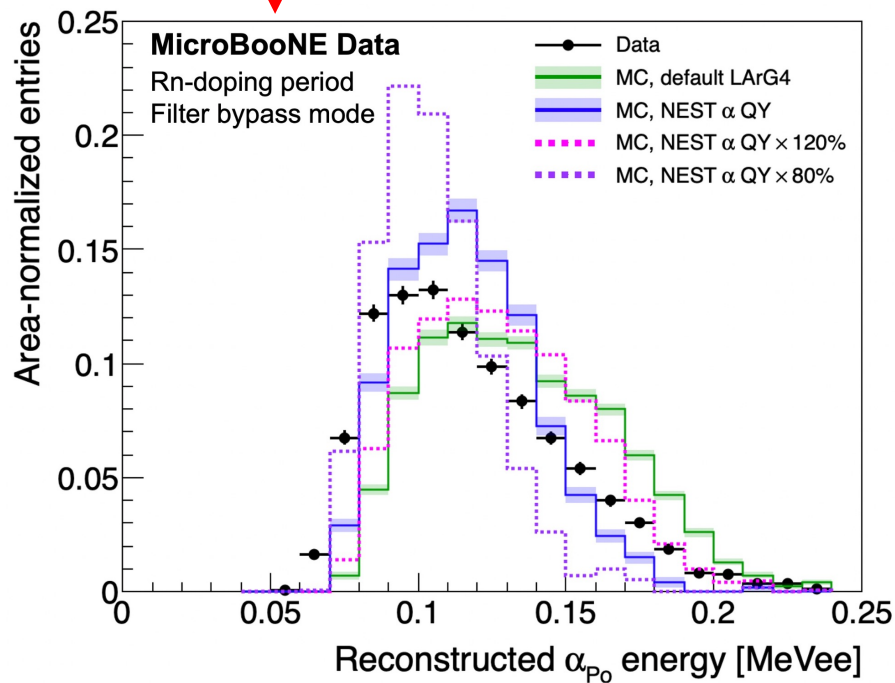 MicroBooNE Data
Rn-doping period
Filter bypass mode
Data
MC, default LArG4
MC, NEST α QY
MC, NEST α QY × 120%
MC, NEST α QY × 80%
Area-normalized entries
0.25
0.2
0.15
0.1
0.05
0
0 0.05 0.1 0.15 0.2 0.25
Reconstructed αPo energy [MeVee]